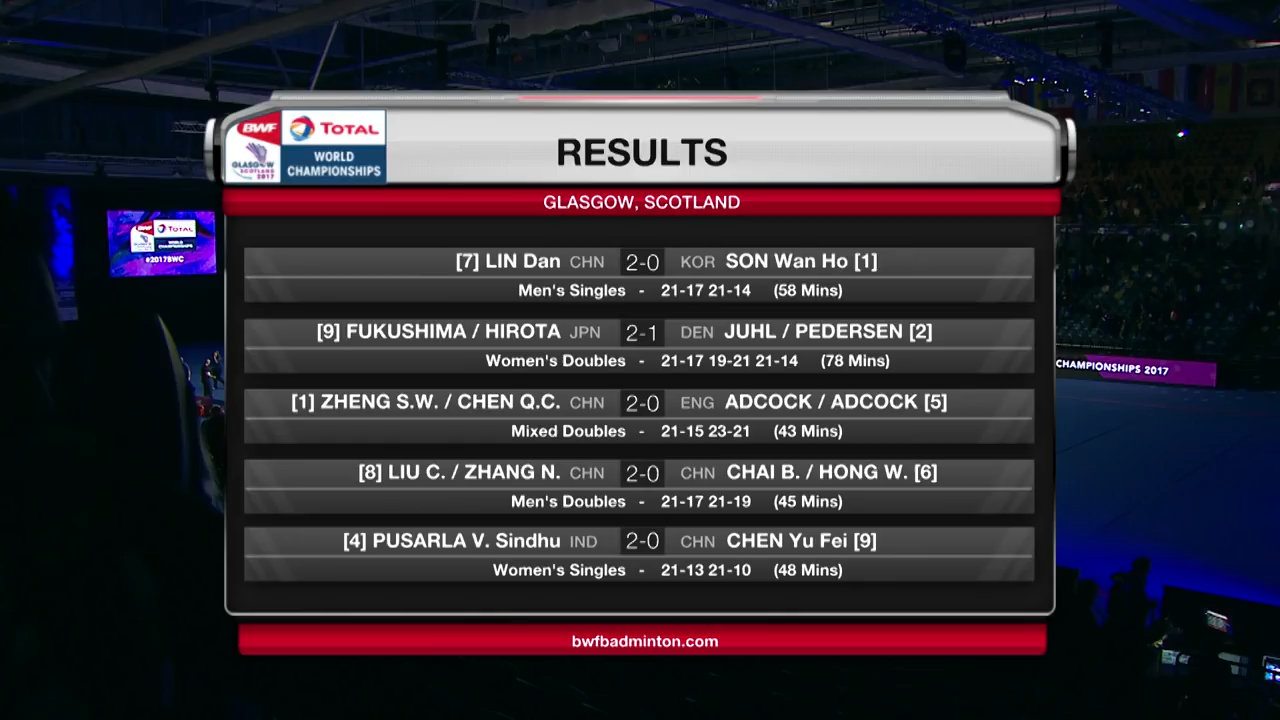 BWF
TOTAL
GLASGOW
SCOTLAND
2017
WORLD
CHAMPIONSHIPS
RESULTS
GLASGOW, SCOTLAND
[7] LIN Dan CHN 2-0 KOR SON Wan Ho [1]
Men's Singles - 21-17 21-14 (58 Mins)
[9] FUKUSHIMA / HIROTA JPN 2-1 DEN JUHL / PEDERSEN [2]
Women's Doubles - 21-17 19-21 21-14 (78 Mins)
[1] ZHENG S.W. / CHEN Q.C. CHN 2-0 ENG ADCOCK / ADCOCK [5]
Mixed Doubles - 21-15 23-21 (43 Mins)
[8] LIU C. / ZHANG N. CHN 2-0 CHN CHAI B. / HONG W. [6]
Men's Doubles - 21-17 21-19 (45 Mins)
[4] PUSARLA V. Sindhu IND 2-0 CHN CHEN Yu Fei [9]
Women's Singles - 21-13 21-10 (48 Mins)
bwfbadminton.com
BWF
TOTAL
WORLD
CHAMPIONSHIPS
#2017BWC
CHAMPIONSHIPS 2017